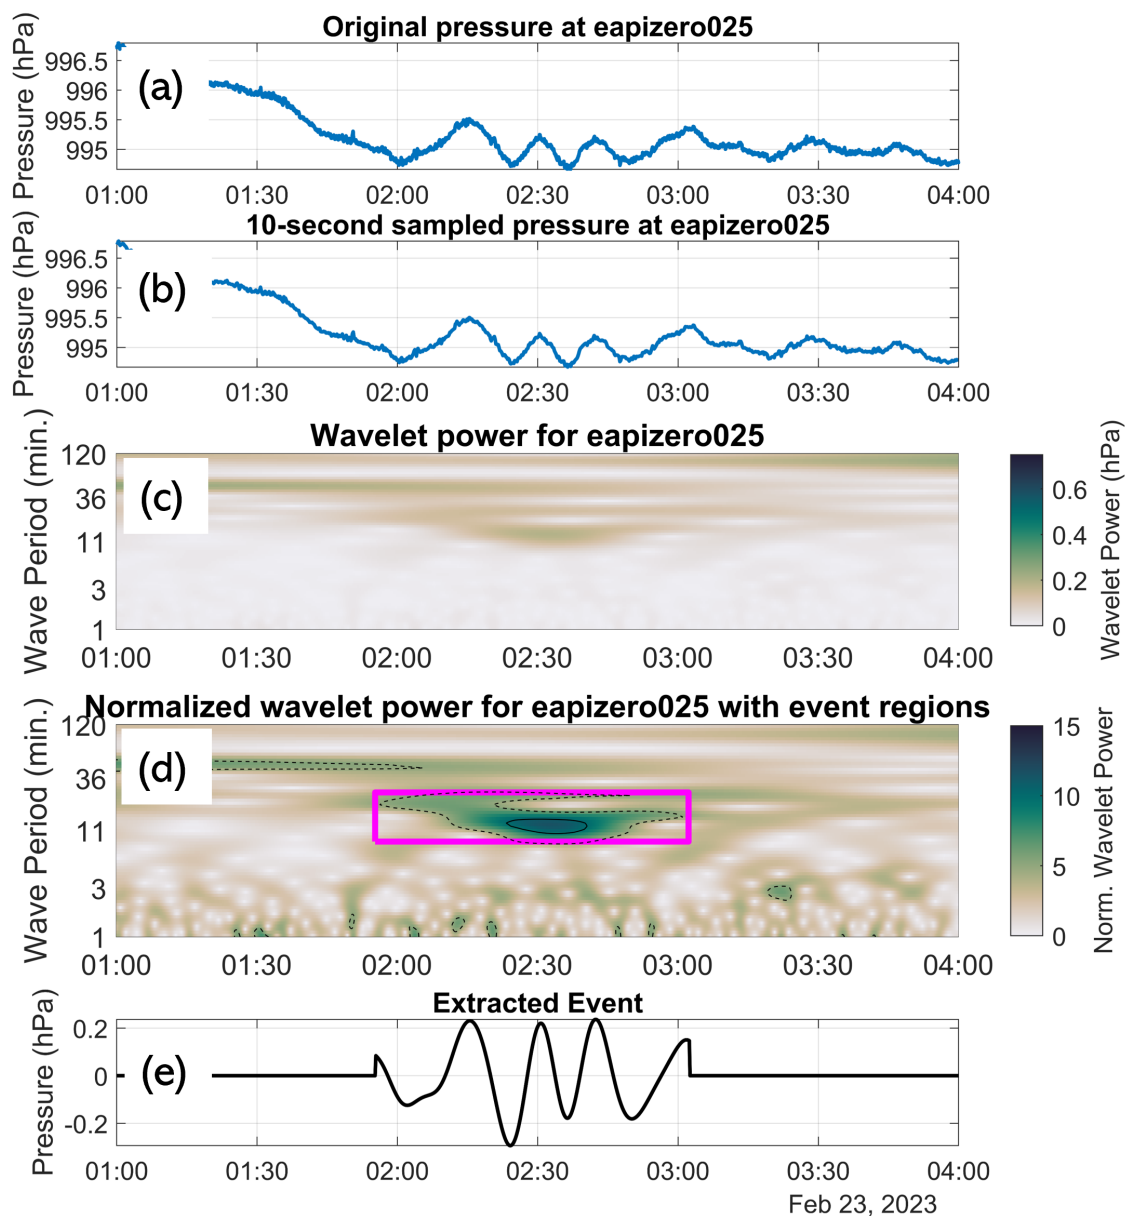 Original pressure at eapizero025
Pressure (hPa)
996.5
996
995.5
995
(a)
01:00 01:30 02:00 02:30 03:00 03:30 04:00
10-second sampled pressure at eapizero025
Pressure (hPa)
996.5
996
995.5
995
(b)
01:00 01:30 02:00 02:30 03:00 03:30 04:00
Wavelet power for eapizero025
Wave Period (min.)
120
36
11
3
1
(c)
01:00 01:30 02:00 02:30 03:00 03:30 04:00
0.6
0.4
0.2
0
Wavelet Power (hPa)
Normalized wavelet power for eapizero025 with event regions
Wave Period (min.)
120
36
11
3
1
(d)
01:00 01:30 02:00 02:30 03:00 03:30 04:00
15
10
5
0
Norm. Wavelet Power
Extracted Event
Pressure (hPa)
0.2
0
-0.2
(e)
01:00 01:30 02:00 02:30 03:00 03:30 04:00
Feb 23, 2023